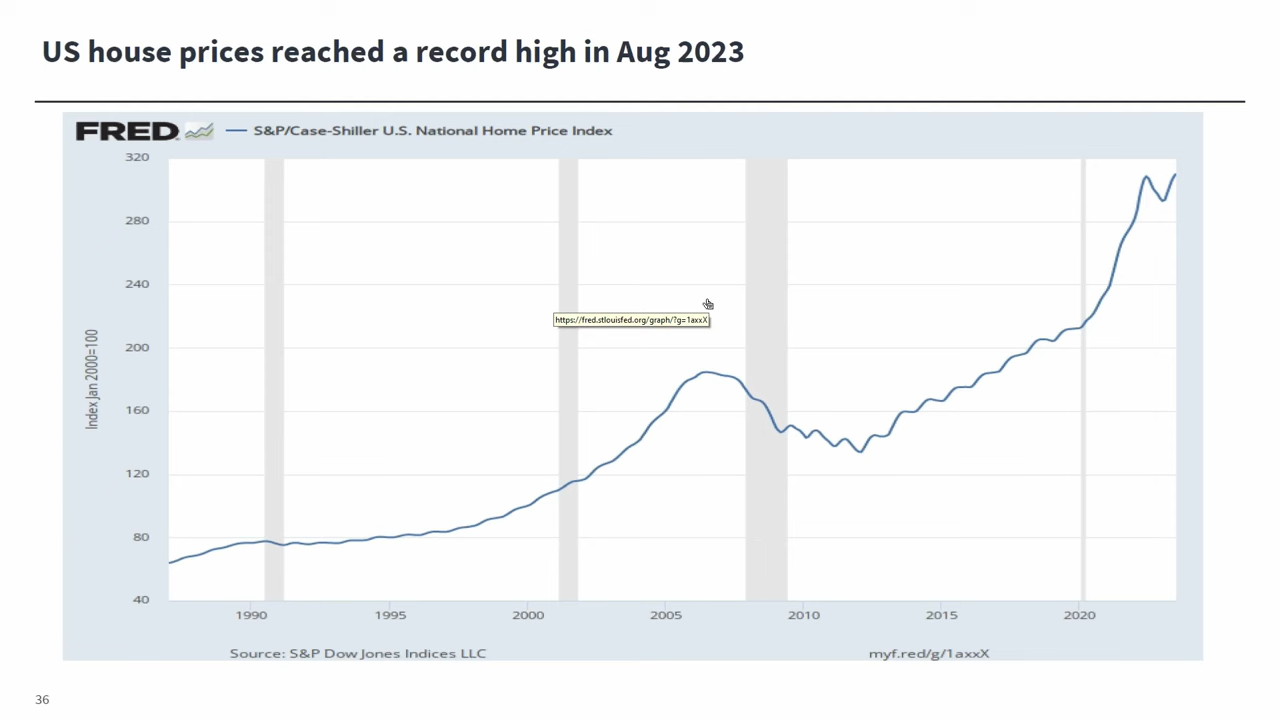 US house prices reached a record high in Aug 2023
FRED
S&P/Case-Shiller U.S. National Home Price Index
320
280
240
200
160
120
80
40
Index Jan 2000=100
https://fred.stlouisfed.org/graph/?g=1axxX
1990 1995 2000 2005 2010 2015 2020
Source: S&P Dow Jones Indices LLC
myf.red/g/1axxX
36